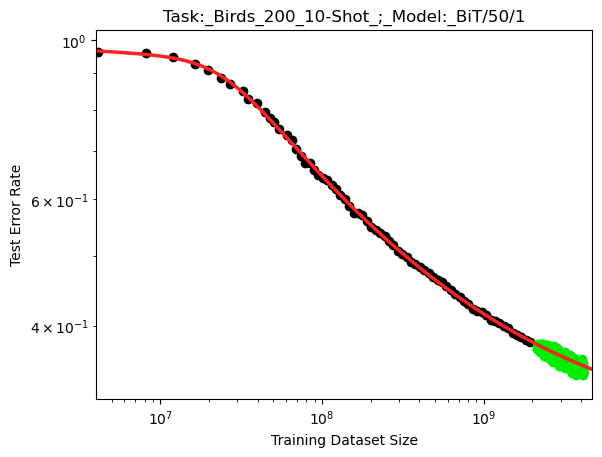 Task:_Birds_200_10-Shot_;_Model:_BiT/50/1
10⁰
6 × 10⁻¹
4 × 10⁻¹
Test Error Rate
10⁷
10⁸
10⁹
Training Dataset Size